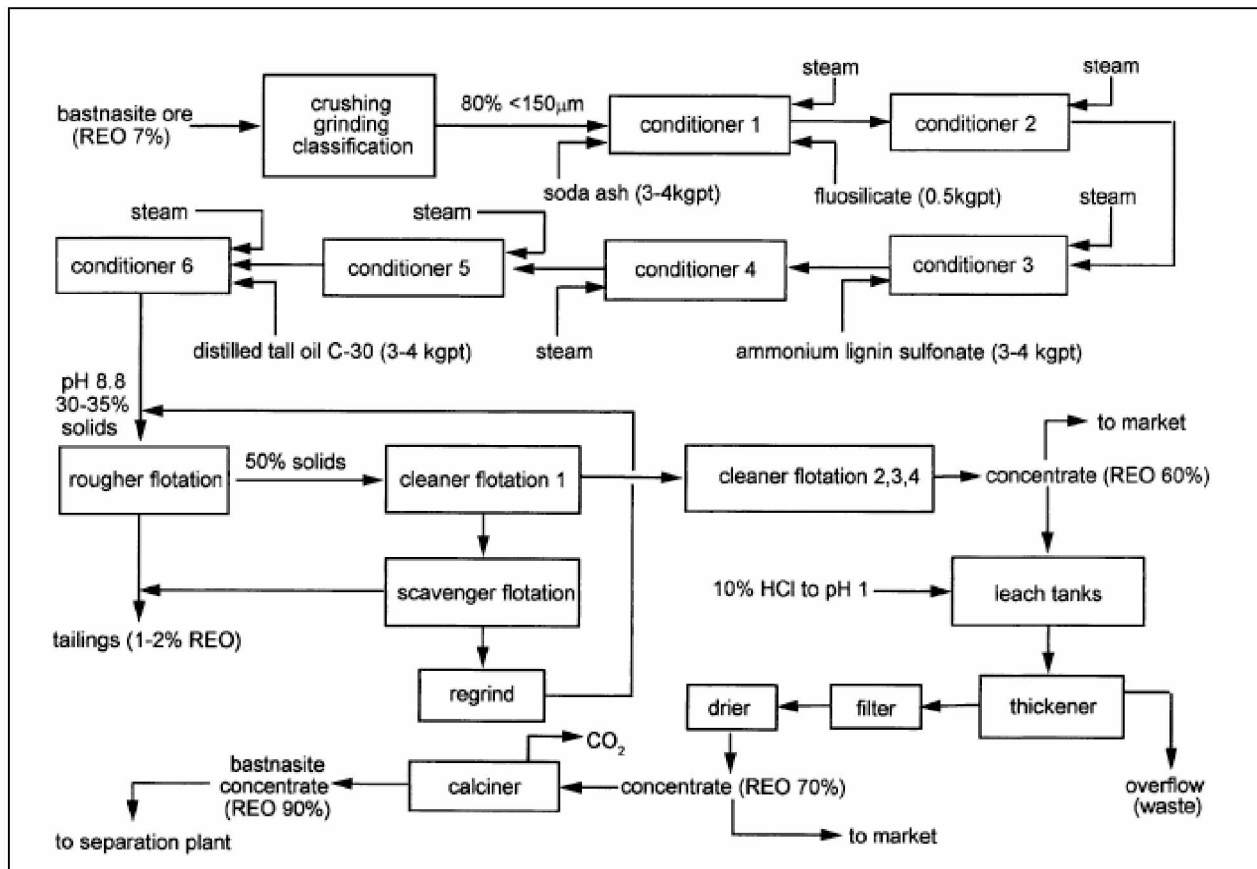 bastnasite ore
(REO 7%)
crushing
grinding
classification
80% <150μm
steam
conditioner 1
soda ash (3-4kgpt)
fluosilicate (0.5kgpt)
steam
conditioner 2
steam
conditioner 3
ammonium lignin sulfonate (3-4 kgpt)
conditioner 4
steam
steam
conditioner 5
steam
conditioner 6
distilled tall oil C-30 (3-4 kgpt)
pH 8.8
30-35%
solids
rougher flotation
50% solids
cleaner flotation 1
cleaner flotation 2,3,4
to market
concentrate (REO 60%)
scavenger flotation
tailings (1-2% REO)
regrind
10% HCl to pH 1
leach tanks
thickener
overflow
(waste)
filter
drier
concentrate (REO 70%)
to market
CO2
calciner
bastnasite
concentrate
(REO 90%)
to separation plant